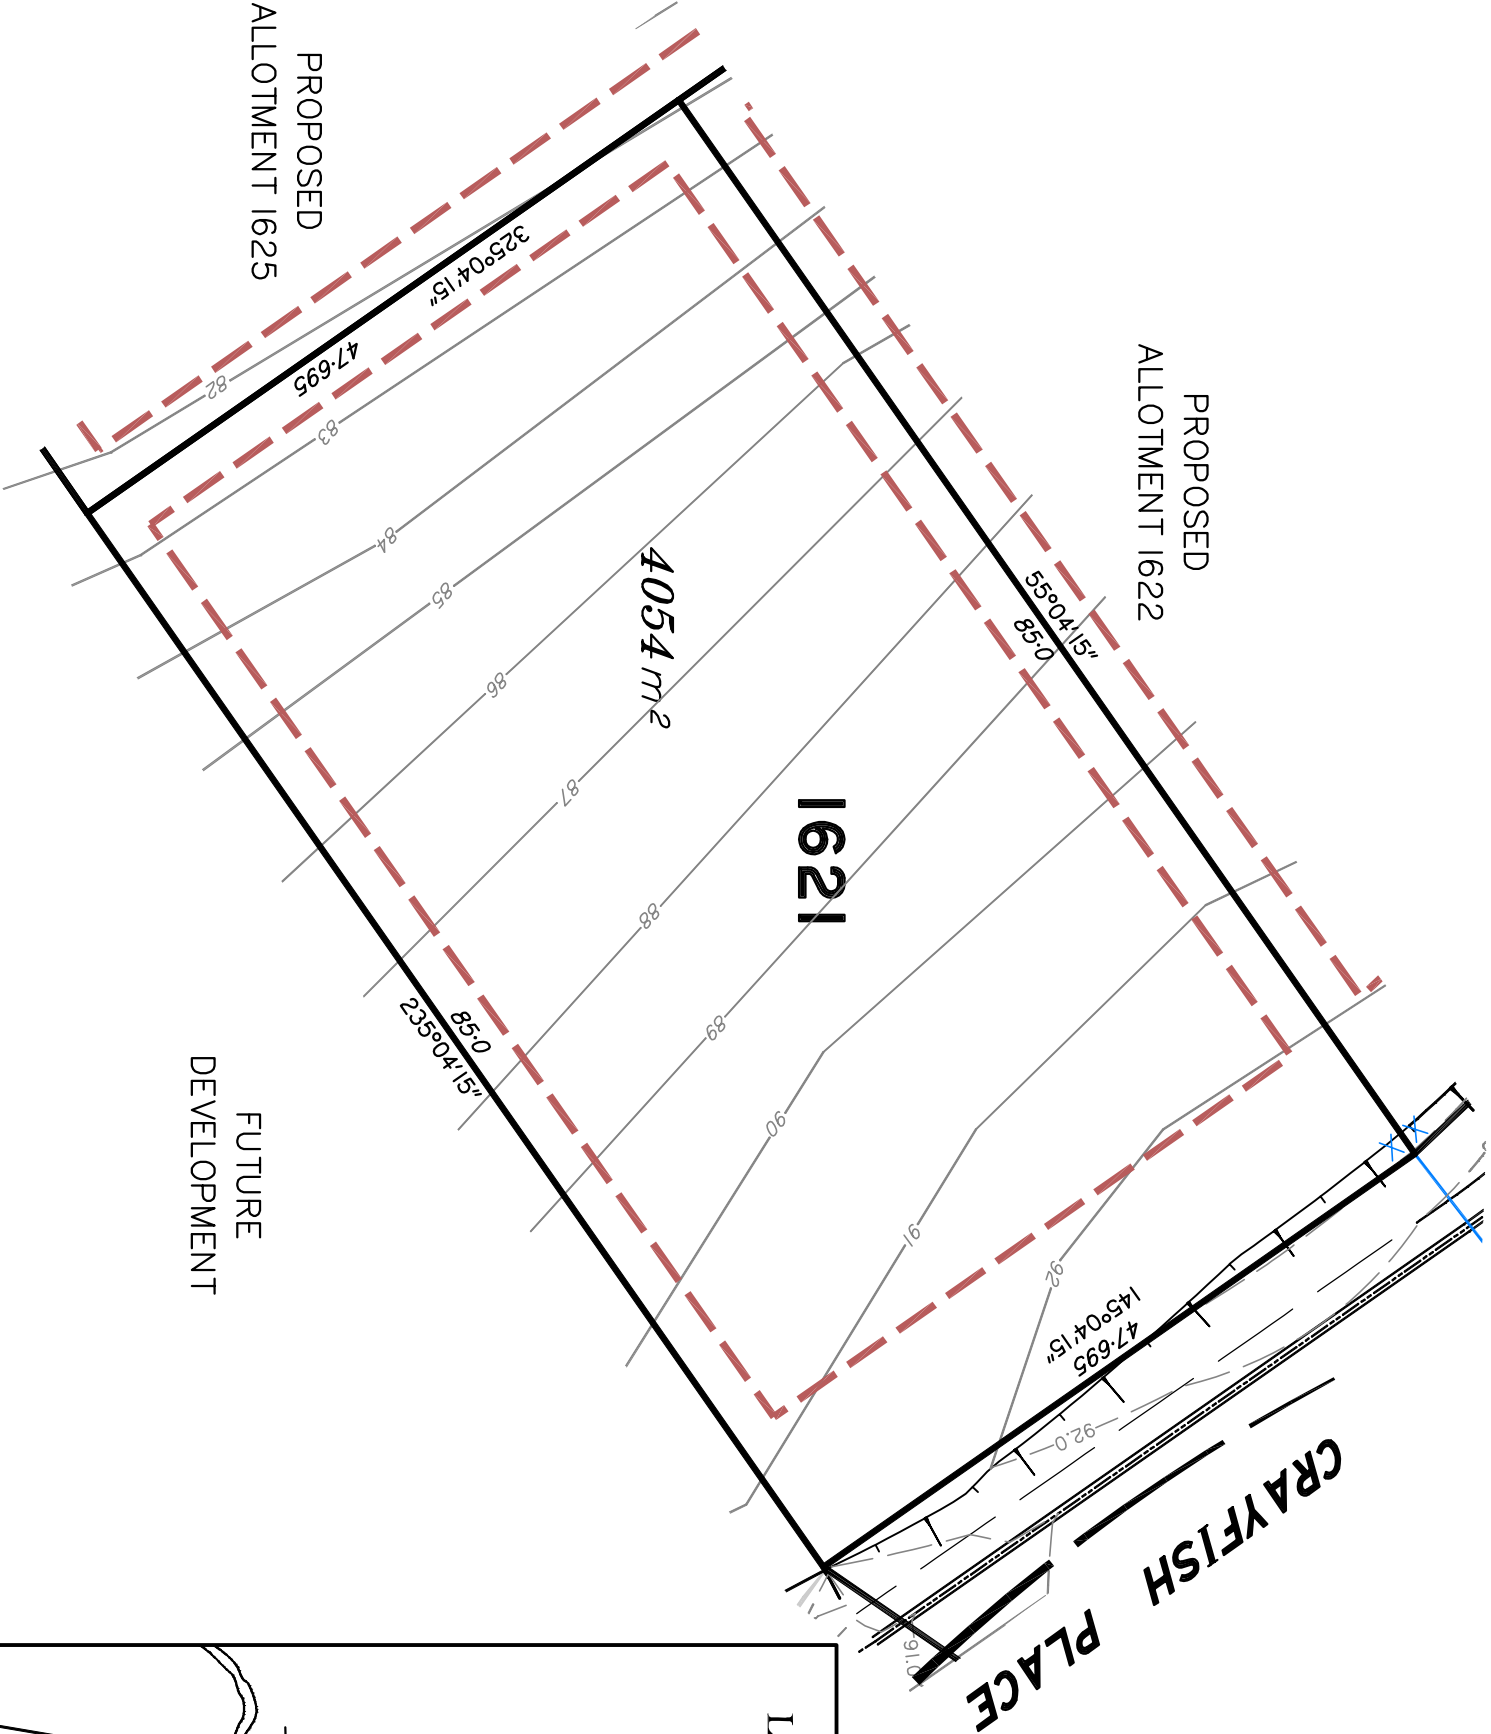 PROPOSED
ALLOTMENT 1625
PROPOSED
ALLOTMENT 1622
325°04'15"
47·695
55°04'15"
85·0
4054 m²
1621
85·0
235°04'15"
145°04'15"
47·695
FUTURE
DEVELOPMENT
CRAYFISH PLACE
82
83
84
85
86
87
88
89
90
91
92
92.0
91.0
X
X
L